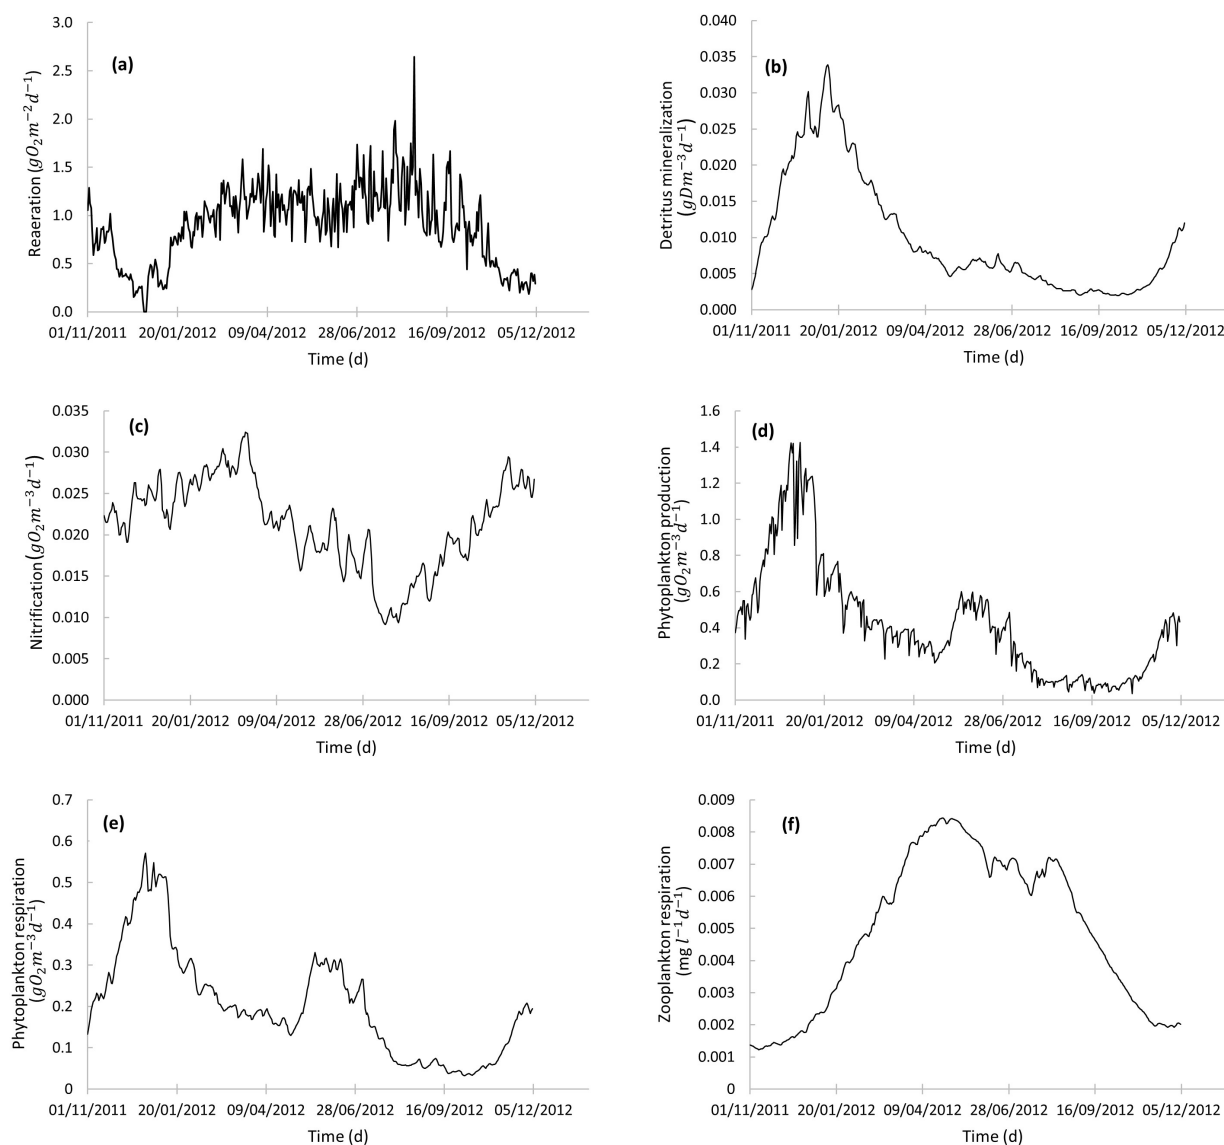 3.0
2.5
2.0
1.5
1.0
0.5
0.0
Reaeration (gO₂m⁻²d⁻¹)
(a)
01/11/2011 20/01/2012 09/04/2012 28/06/2012 16/09/2012 05/12/2012
Time (d)
0.040
0.035
0.030
0.025
0.020
0.015
0.010
0.005
0.000
Detritus mineralization
(gDm⁻³d⁻¹)
(b)
01/11/2011 20/01/2012 09/04/2012 28/06/2012 16/09/2012 05/12/2012
Time (d)
0.035
0.030
0.025
0.020
0.015
0.010
0.005
0.000
Nitrification (gO₂m⁻³d⁻¹)
(c)
01/11/2011 20/01/2012 09/04/2012 28/06/2012 16/09/2012 05/12/2012
Time (d)
1.6
1.4
1.2
1.0
0.8
0.6
0.4
0.2
0.0
Phytoplankton production
(gO₂m⁻³d⁻¹)
(d)
01/11/2011 20/01/2012 09/04/2012 28/06/2012 16/09/2012 05/12/2012
Time (d)
0.7
0.6
0.5
0.4
0.3
0.2
0.1
0
Phytoplankton respiration
(gO₂m⁻³d⁻¹)
(e)
01/11/2011 20/01/2012 09/04/2012 28/06/2012 16/09/2012 05/12/2012
Time (d)
0.009
0.008
0.007
0.006
0.005
0.004
0.003
0.002
0.001
0
Zooplankton respiration
(mg l⁻¹d⁻¹)
(f)
01/11/2011 20/01/2012 09/04/2012 28/06/2012 16/09/2012 05/12/2012
Time (d)